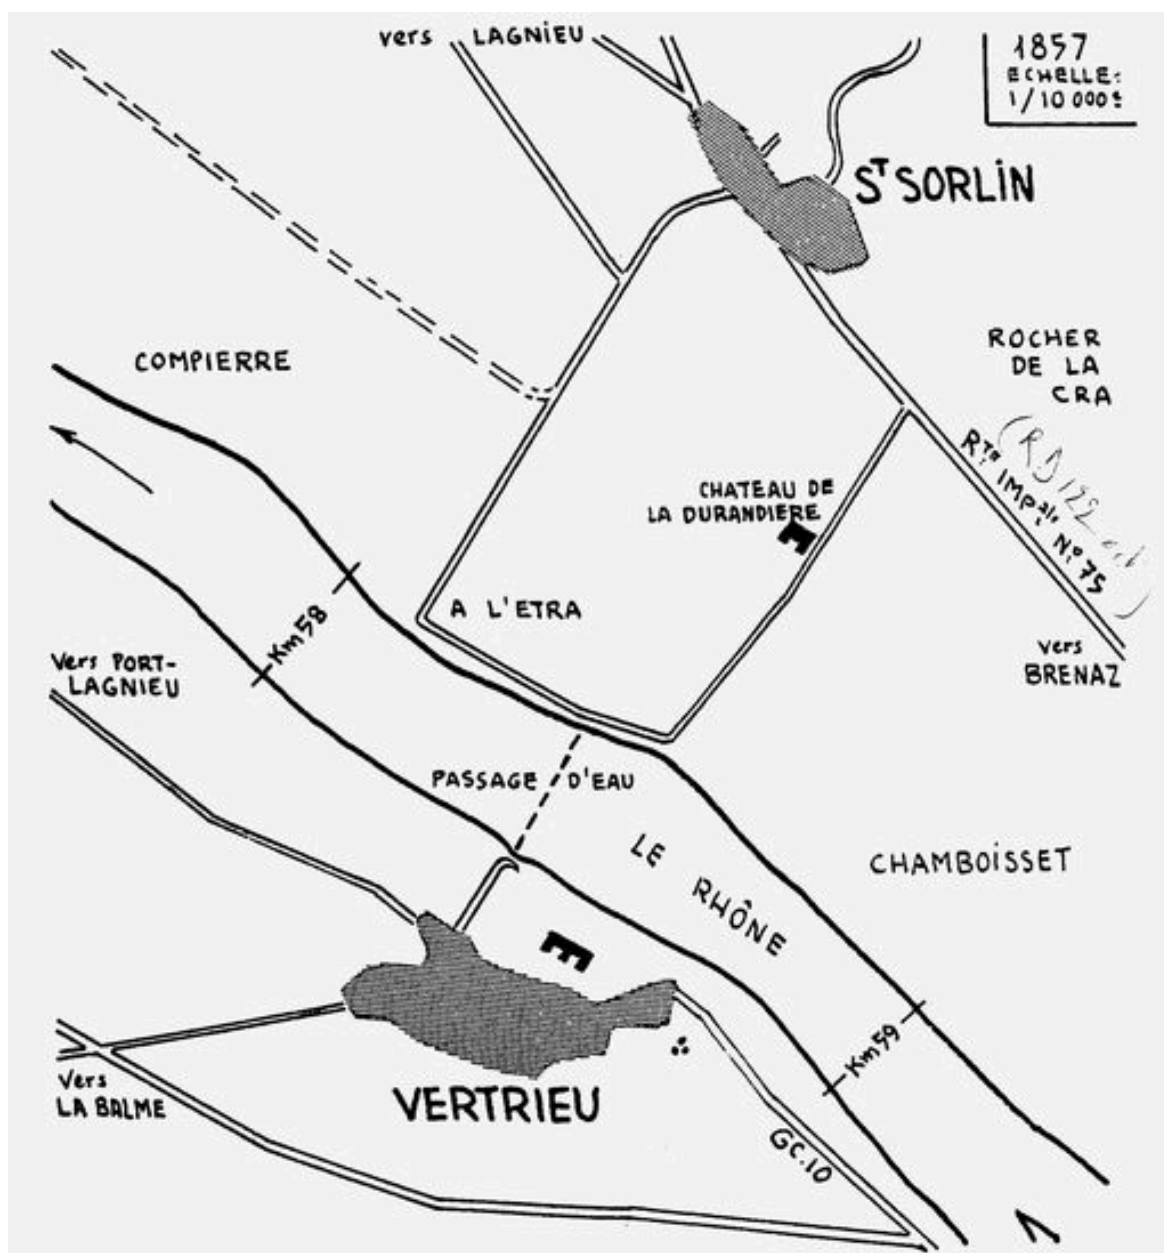 vers LAGNIEU
1857
ECHELLE:
1/10 000e
ST SORLIN
ROCHER
DE LA
CRA
COMPIERRE
(RD 122
Rte IMPale No 75
CHATEAU DE
LA DURANDIERE
Km 58
A L'ETRA
vers
BRENAZ
Vers PORT-
LAGNIEU
PASSAGE D'EAU
LE RHÔNE
CHAMBOISSET
Km 59
Vers
LA BALME
VERTRIEU
GC.10